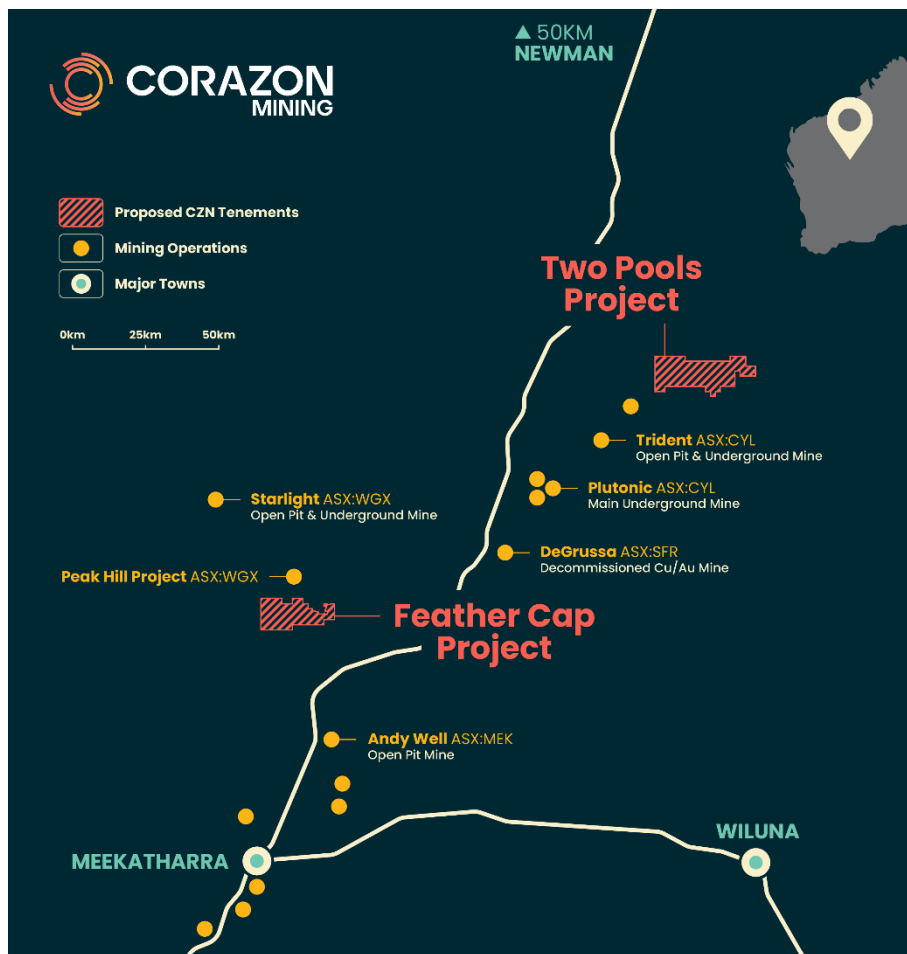 ▲ 50KM
NEWMAN
CORAZON
MINING
Proposed CZN Tenements
Mining Operations
Major Towns
0km 25km 50km
Two Pools
Project
Trident ASX:CYL
Open Pit & Underground Mine
Plutonic ASX:CYL
Main Underground Mine
Starlight ASX:WGX
Open Pit & Underground Mine
DeGrussa ASX:SFR
Decommissioned Cu/Au Mine
Peak Hill Project ASX:WGX
Feather Cap
Project
Andy Well ASX:MEK
Open Pit Mine
WILUNA
MEEKATHARRA